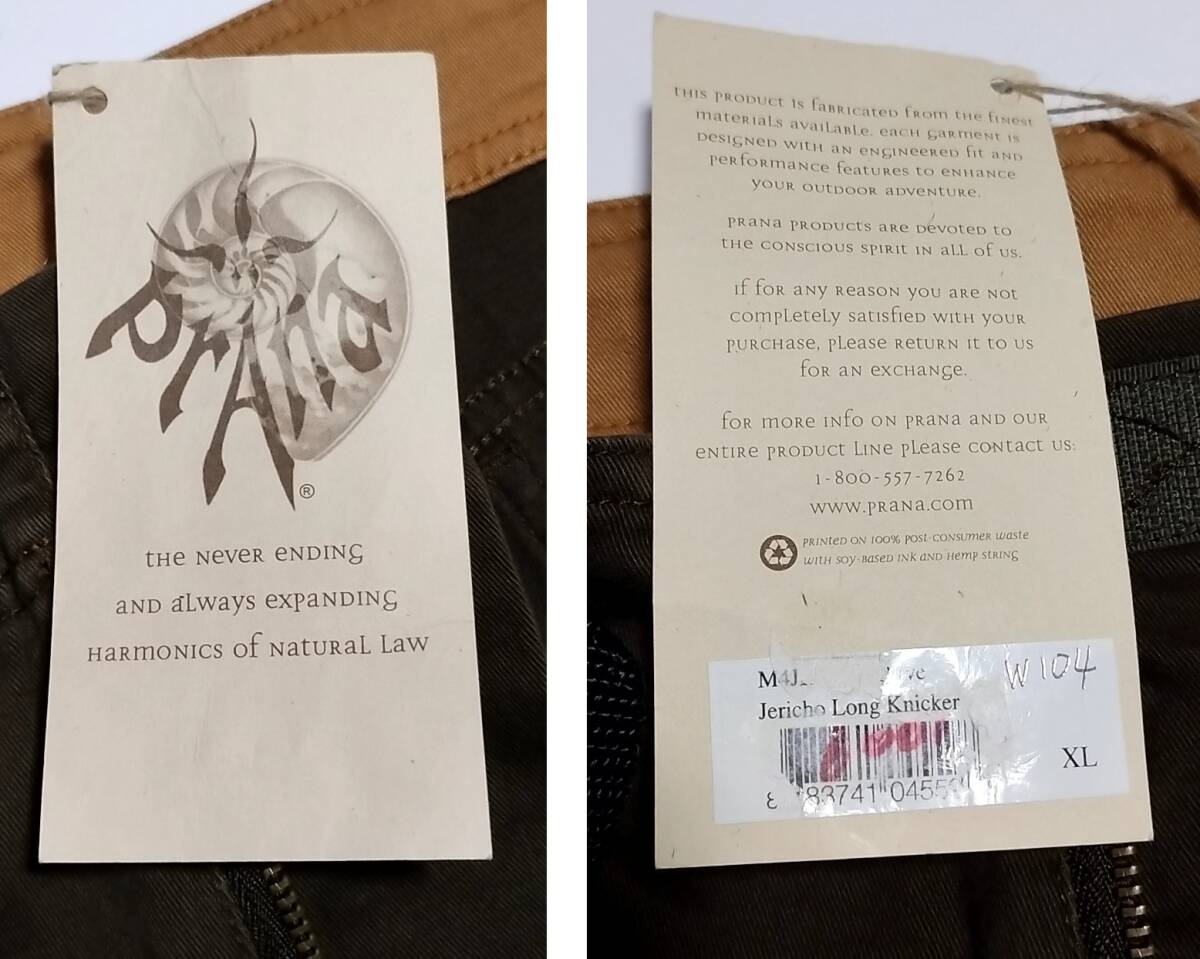 PRANA
®
THE NEVER ENDING
AND ALWAYS EXPANDING
HARMONICS OF NATURAL LAW
THIS PRODUCT IS FABRICATED FROM THE FINEST
MATERIALS AVAILABLE. EACH GARMENT IS
DESIGNED WITH AN ENGINEERED FIT AND
PERFORMANCE FEATURES TO ENHANCE
YOUR OUTDOOR ADVENTURE.
PRANA PRODUCTS ARE DEVOTED TO
THE CONSCIOUS SPIRIT IN ALL OF US.
IF FOR ANY REASON YOU ARE NOT
COMPLETELY SATISFIED WITH YOUR
PURCHASE, PLEASE RETURN IT TO US
FOR AN EXCHANGE.
FOR MORE INFO ON PRANA AND OUR
ENTIRE PRODUCT LINE PLEASE CONTACT US:
1-800-557-7262
WWW.PRANA.COM
PRINTED ON 100% POST-CONSUMER WASTE
WITH SOY-BASED INK AND HEMP STRING
W104
Jericho Long Knicker
XL